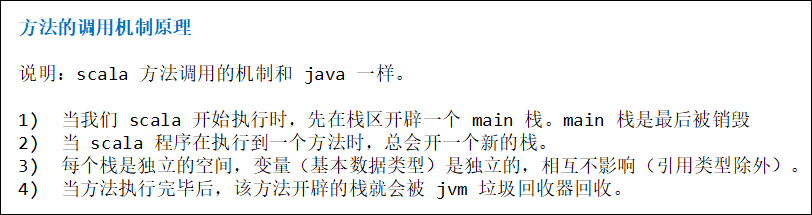 方法的调用机制原理
说明：scala 方法调用的机制和 java 一样。
1) 当我们 scala 开始执行时，先在栈区开辟一个 main 栈。main 栈是最后被销毁
2) 当 scala 程序在执行到一个方法时，总会开一个新的栈。
3) 每个栈是独立的空间，变量（基本数据类型）是独立的，相互不影响（引用类型除外）。
4) 当方法执行完毕后，该方法开辟的栈就会被 jvm 垃圾回收器回收。